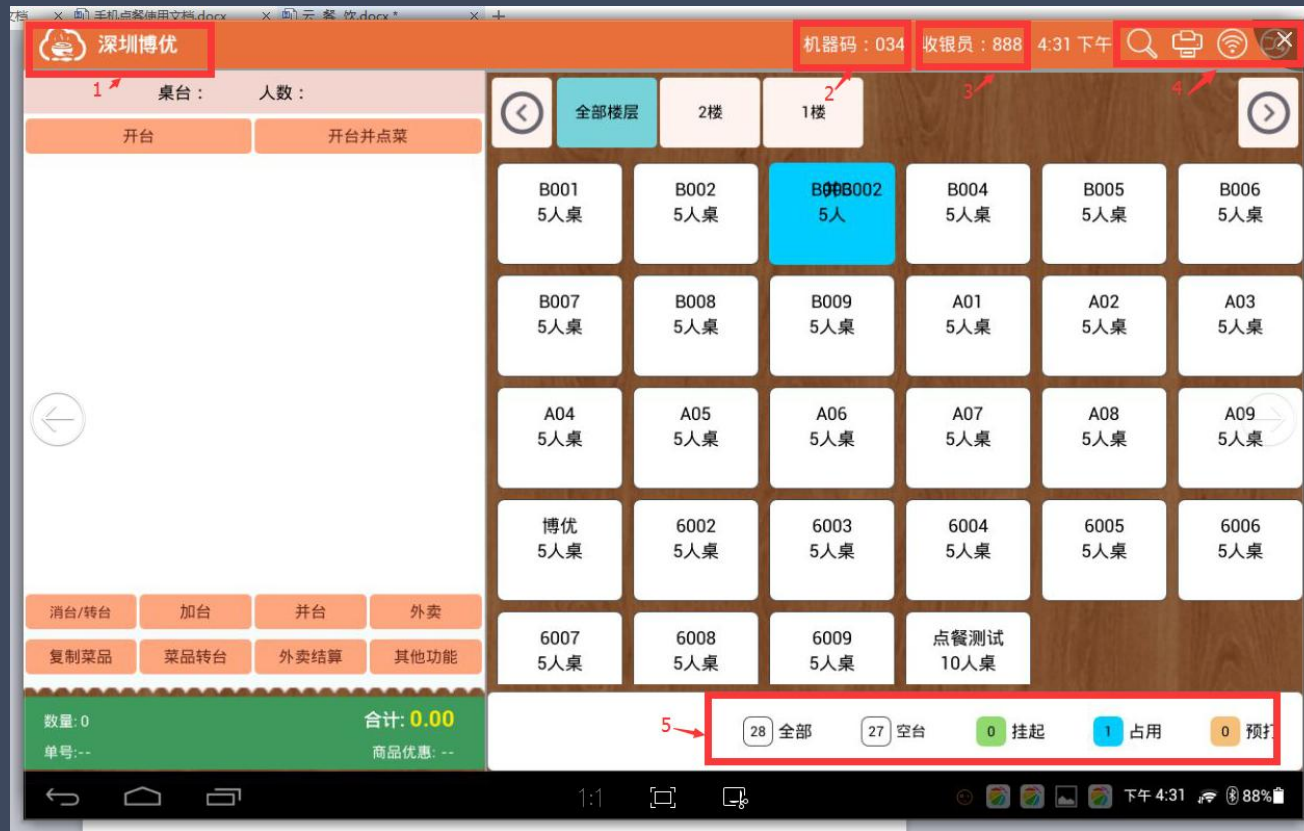 手机点餐使用文档.docx
云 餐 饮.docx *
深圳博优
机器码：034
收银员：888
4:31 下午
1
2
3
4
桌台：
人数：
开台
开台并点菜
全部楼层
2楼
1楼
B001
5人桌
B002
5人桌
5人
B004
5人桌
B005
5人桌
B006
5人桌
B007
5人桌
B008
5人桌
B009
5人桌
A01
5人桌
A02
5人桌
A03
5人桌
A04
5人桌
A05
5人桌
A06
5人桌
A07
5人桌
A08
5人桌
A09
5人桌
博优
5人桌
6002
5人桌
6003
5人桌
6004
5人桌
6005
5人桌
6006
5人桌
6007
5人桌
6008
5人桌
6009
5人桌
点餐测试
10人桌
消台/转台
加台
并台
外卖
复制菜品
菜品转台
外卖结算
其他功能
数量: 0
合计: 0.00
单号:--
商品优惠: --
5
28 全部
27 空台
0 挂起
1 占用
0 预打
1:1
下午 4:31
88%